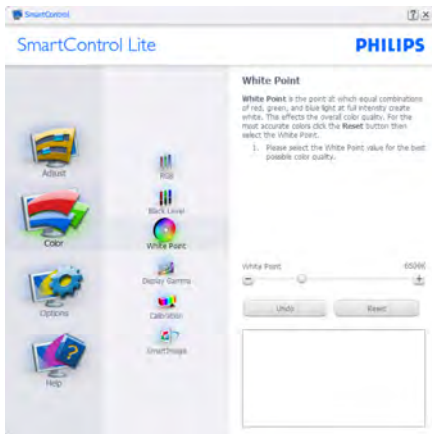 SmartControl
SmartControl Lite
PHILIPS
Adjust
Color
Options
Help
RGB
Black Level
White Point
Display Gamma
Calibration
SmartImage
White Point
White Point is the point at which equal combinations
of red, green, and blue light at full intensity create
white. This effects the overall color quality. For the
most accurate colors click the Reset button then
select the White Point.
1. Please select the White Point value for the best
possible color quality.
White Point 6500K
Undo Reset